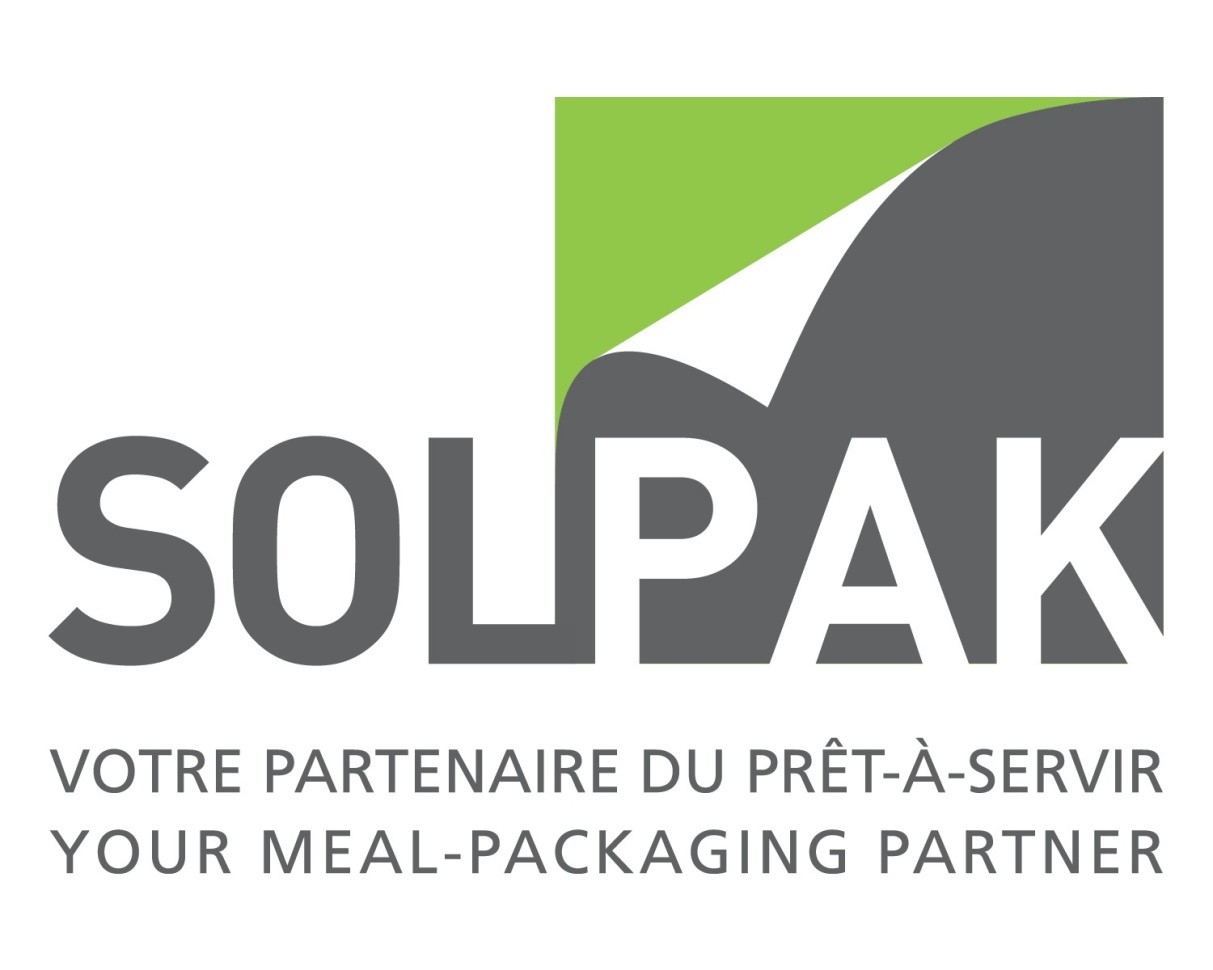 SOLPAK
VOTRE PARTENAIRE DU PRÊT-À-SERVIR
YOUR MEAL-PACKAGING PARTNER